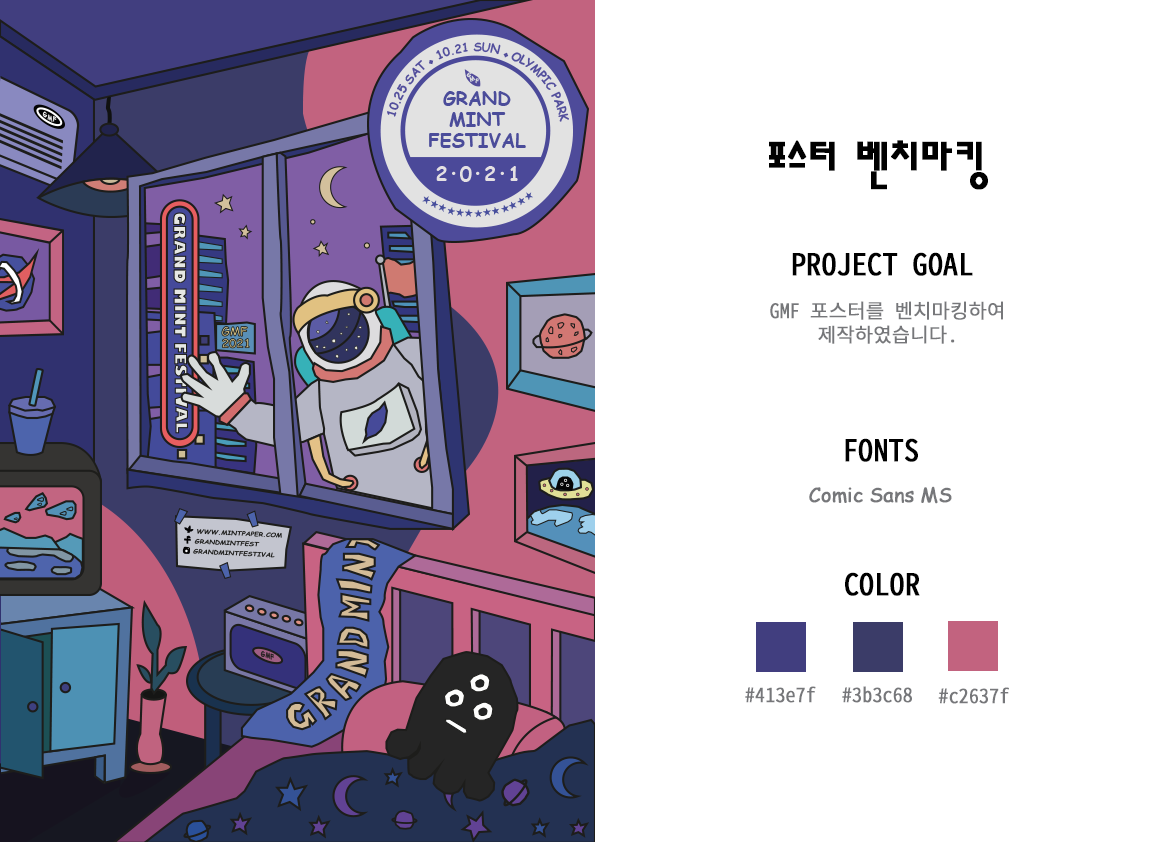 10.25 SAT • 10.21 SUN • OLYMPIC PARK
GMF
GRAND
MINT
FESTIVAL
2·0·2·1
GMF
GRAND MINT FESTIVAL
GMF
2021
WWW.MINTPAPER.COM
GRANDMINTFEST
GRANDMINTFESTIVAL
GRANDMINT
GMF
포스터 벤치마킹
PROJECT GOAL
GMF 포스터를 벤치마킹하여
제작하였습니다.
FONTS
Comic Sans MS
COLOR
#413e7f #3b3c68 #c2637f